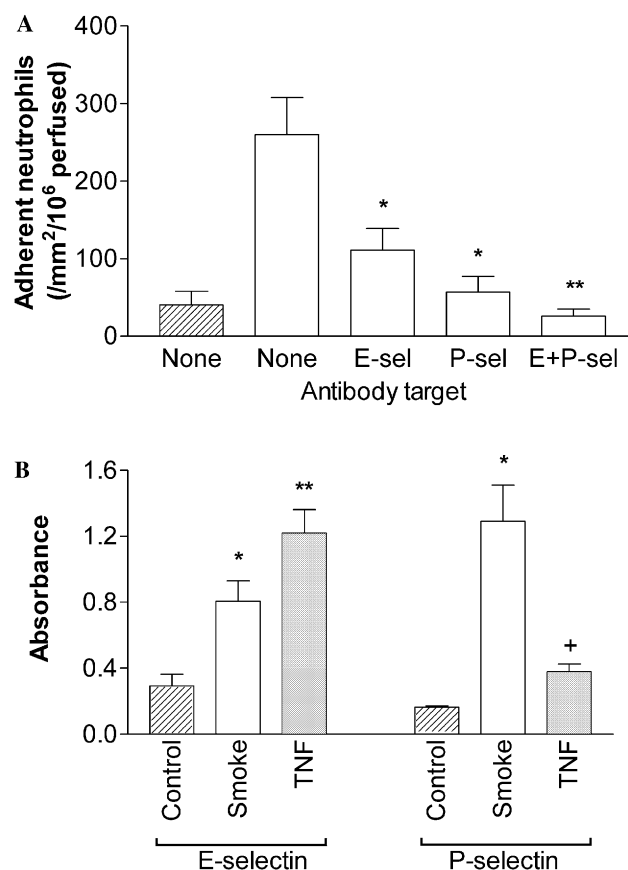 A
Adherent neutrophils
(/mm²/10⁶ perfused)
400
300
200
100
0
*
*
**
None None E-sel P-sel E+P-sel
Antibody target
B
Absorbance
1.6
1.2
0.8
0.4
0.0
*
**
*
+
Control Smoke TNF Control Smoke TNF
E-selectin P-selectin